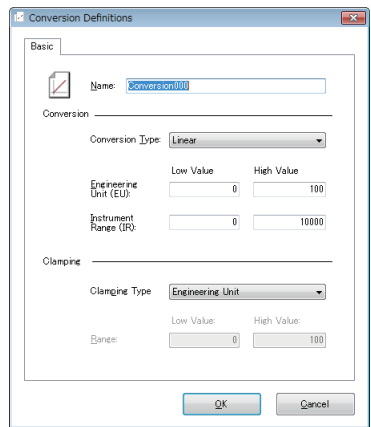 Conversion Definitions
Basic
Name: Conversion000
Conversion
Conversion Type: Linear
Low Value High Value
Engineering Unit (EU): 0 100
Instrument Range (IR): 0 10000
Clamping
Clamping Type Engineering Unit
Low Value: High Value:
Range: 0 100
OK Cancel